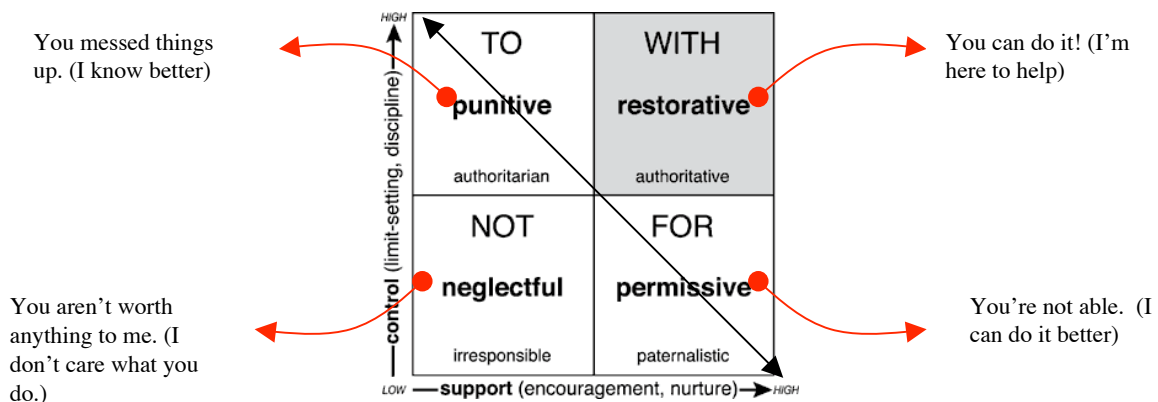 You messed things
up. (I know better)
HIGH
TO
punitive
authoritarian
WITH
restorative
authoritative
You can do it! (I’m
here to help)
control (limit-setting, discipline)
You aren’t worth
anything to me. (I
don’t care what you
do.)
NOT
neglectful
irresponsible
FOR
permissive
paternalistic
You’re not able.  (I
can do it better)
LOW
support (encouragement, nurture)
HIGH